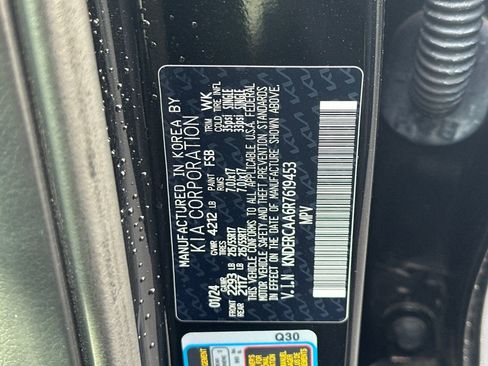 MANUFACTURED IN KOREA BY
KIA CORPORATION
GVWR 4212 LB PAINT FSB TRIM WK
01/24 GAWR TIRES RIMS COLD TIRE INFL
FRONT 2293 LB 215/55R17 7.0Jx17 35psi SINGLE
REAR 2117 LB 215/55R17 7.0Jx17 35psi SINGLE
THIS VEHICLE CONFORMS TO ALL APPLICABLE U.S.A FEDERAL
MOTOR VEHICLE SAFETY AND THEFT PREVENTION STANDARDS
IN EFFECT ON THE DATE OF MANUFACTURE SHOWN ABOVE.
V.I.N KNDERCAA6R7619453
MPV
Q30